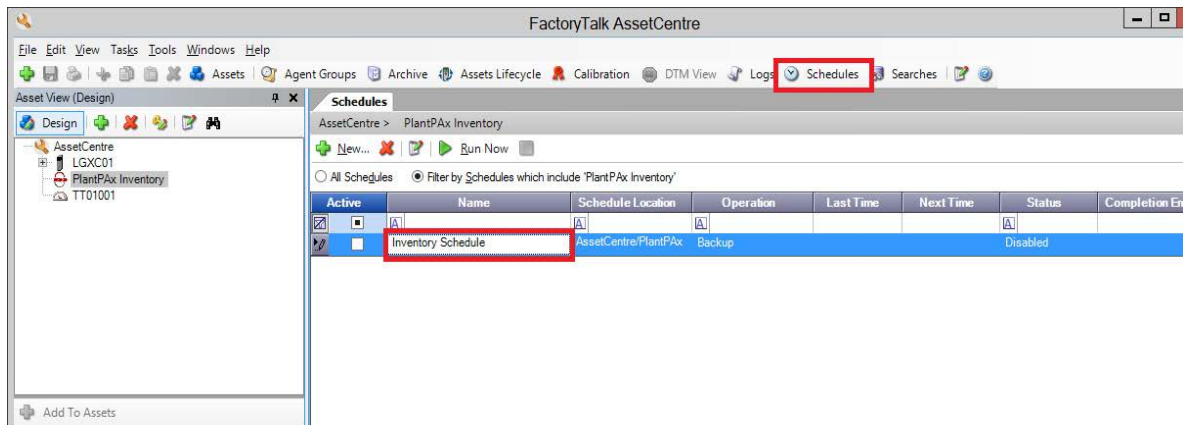 FactoryTalk AssetCentre
File Edit View Tasks Tools Windows Help
Assets Agent Groups Archive Assets Lifecycle Calibration DTM View Logs Schedules Searches
Asset View (Design)
Schedules
Design
AssetCentre > PlantPAx Inventory
AssetCentre
New... Run Now
LGXC01
PlantPAx Inventory
All Schedules Filter by Schedules which include 'PlantPAx Inventory'
TT01001
Active Name Schedule Location Operation Last Time Next Time Status Completion Em
A A A A
Inventory Schedule AssetCentre/PlantPAx Backup Disabled
Add To Assets